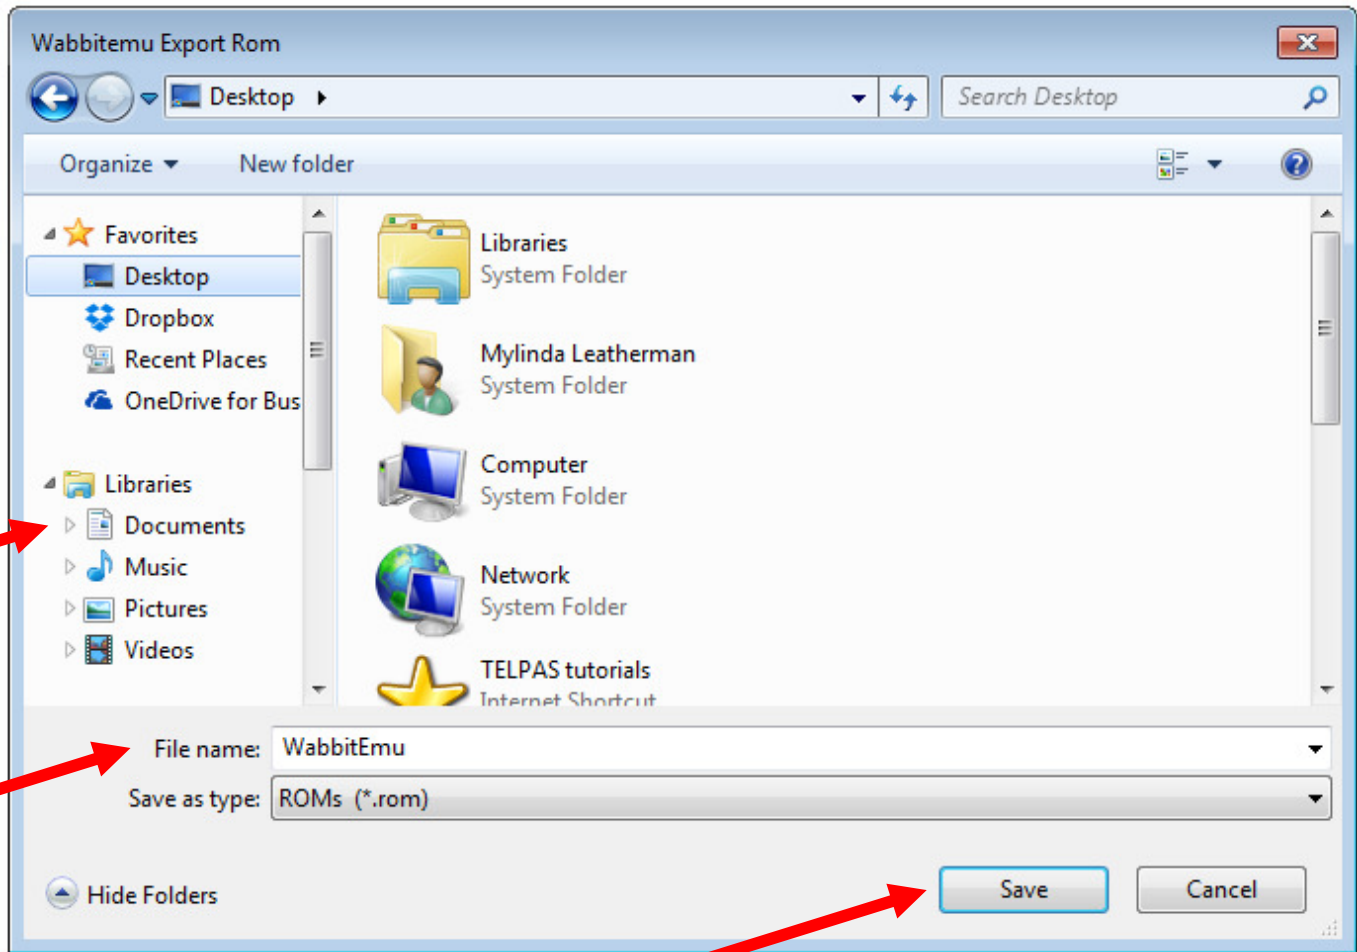 Wabbitemu Export Rom
Desktop
Search Desktop
Organize
New folder
Favorites
Desktop
Dropbox
Recent Places
OneDrive for Bus
Libraries
Documents
Music
Pictures
Videos
Libraries
System Folder
Mylinda Leatherman
System Folder
Computer
System Folder
Network
System Folder
TELPAS tutorials
Internet Shortcut
File name: WabbitEmu
Save as type: ROMs (*.rom)
Hide Folders
Save
Cancel